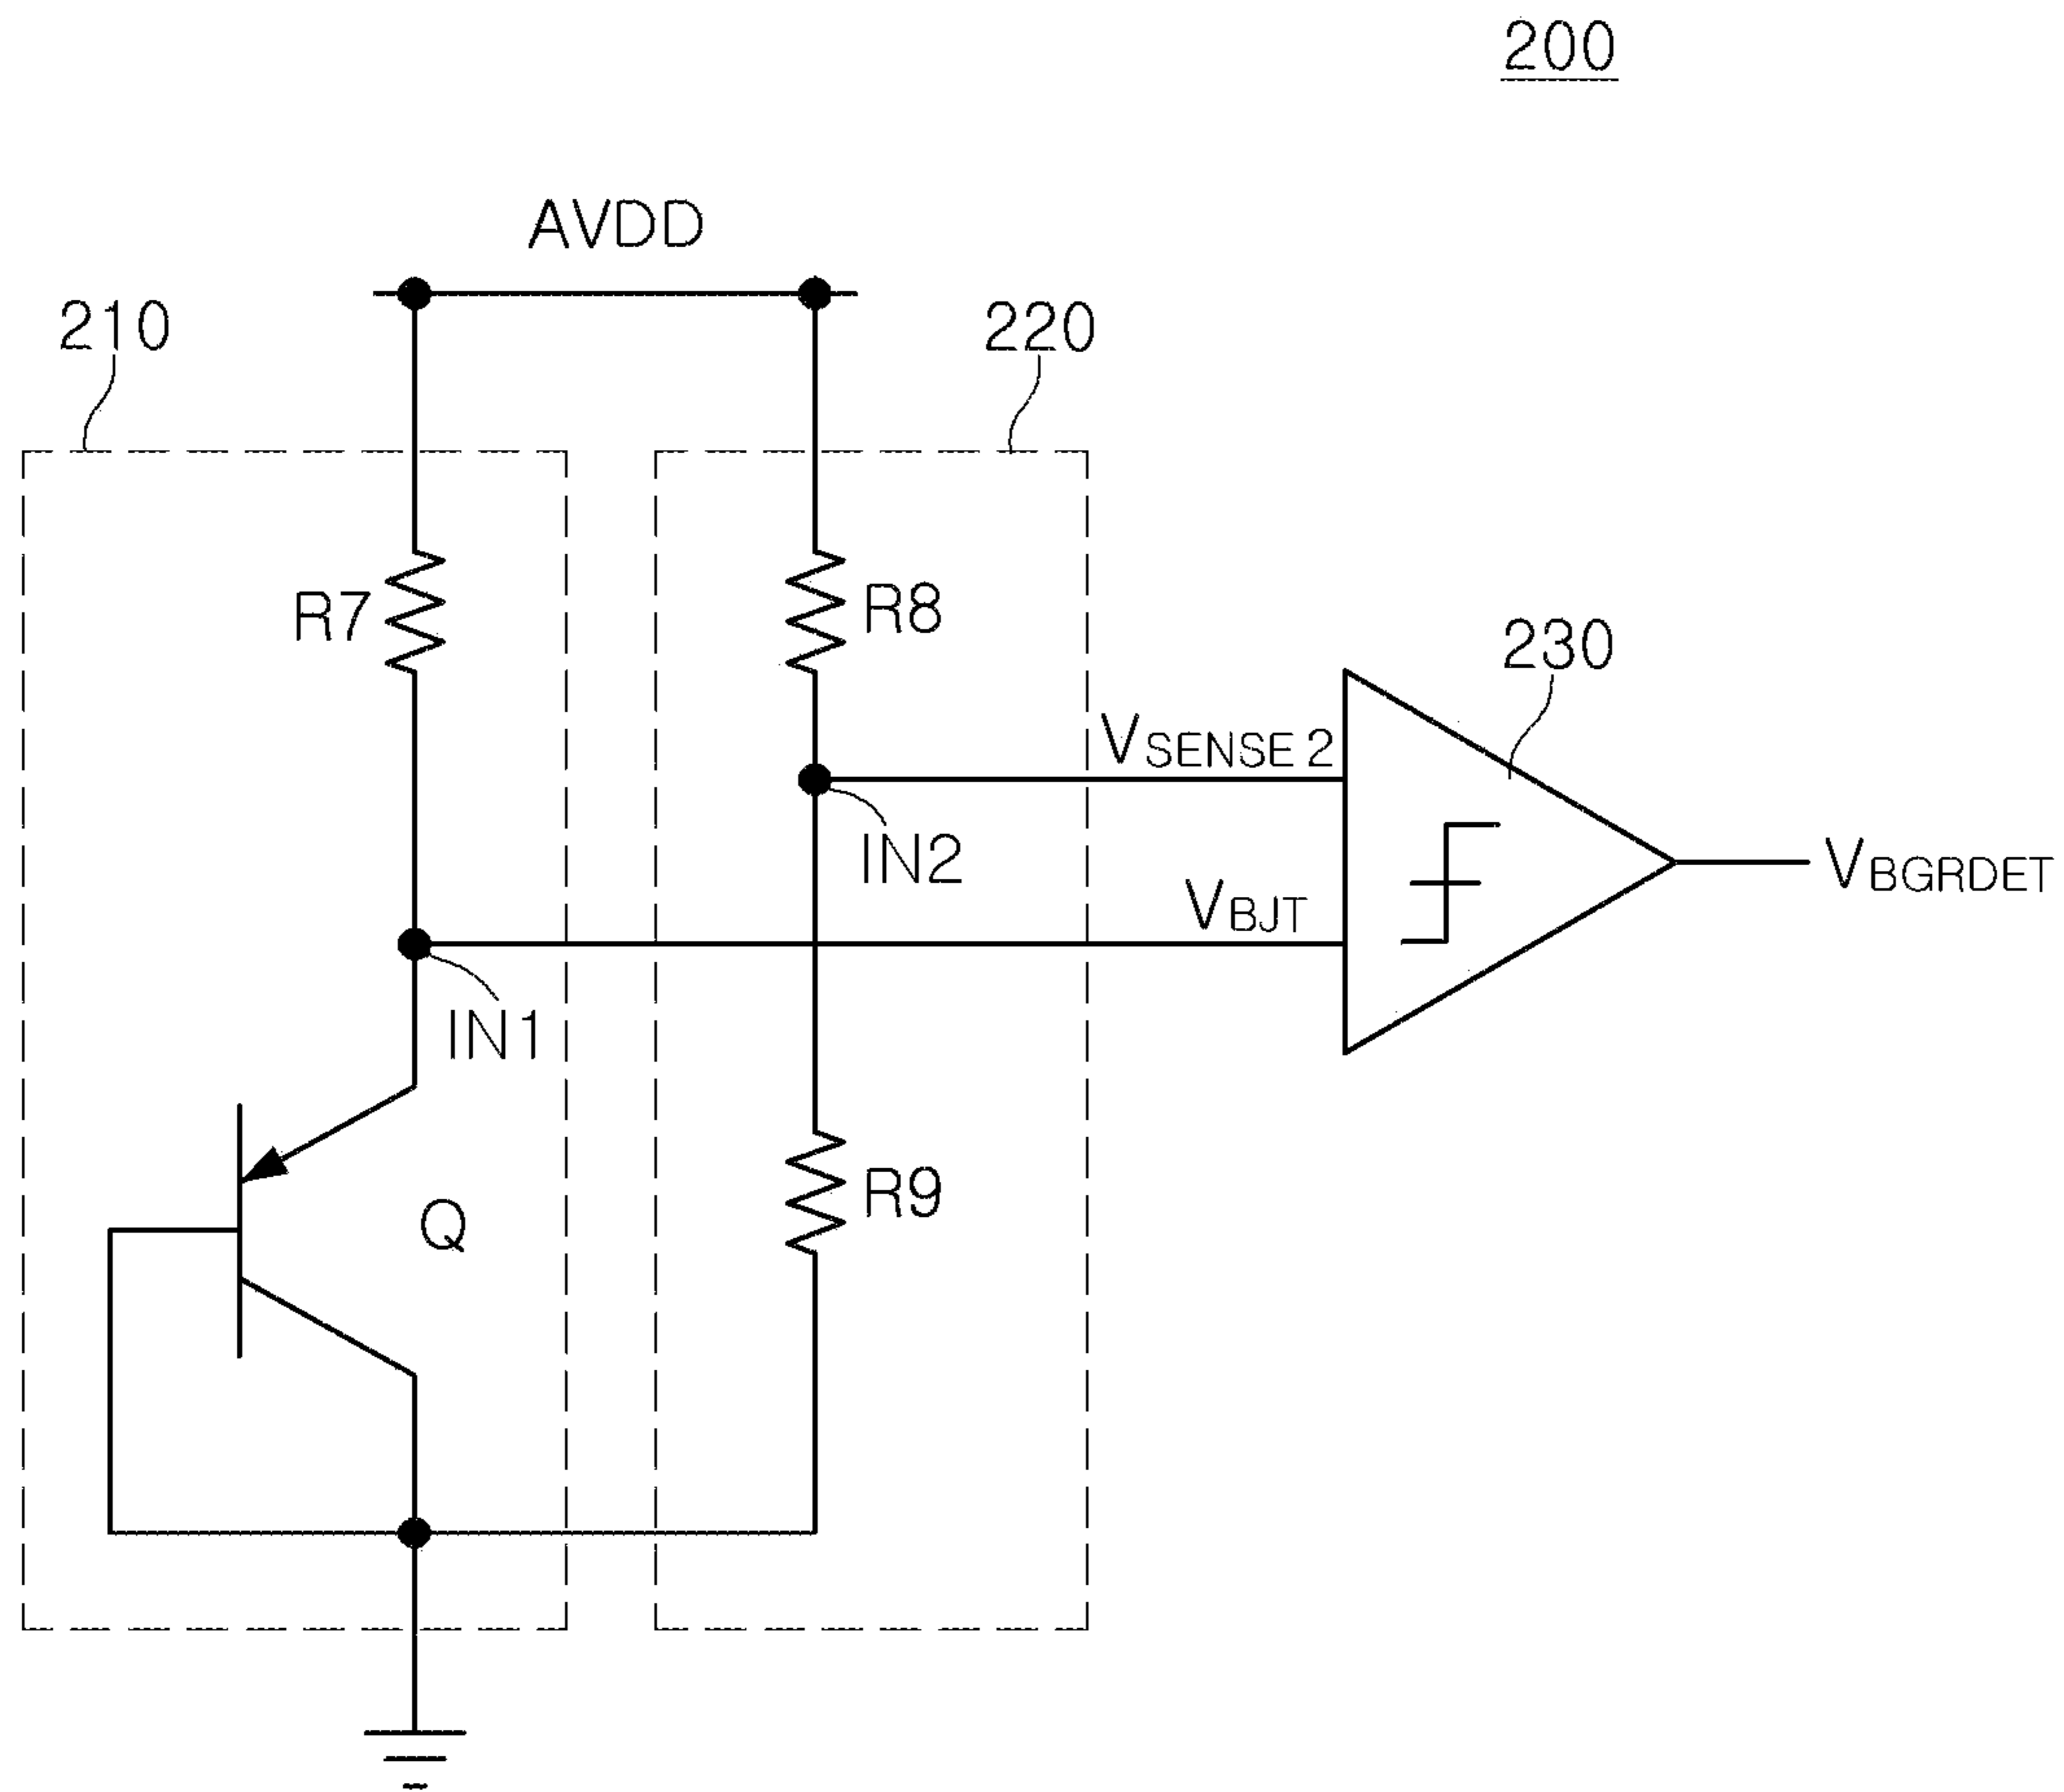 200
AVDD
210
220
R7
R8
230
VSENSE 2
IN2
VBJT
VBGRDET
IN1
R9
Q